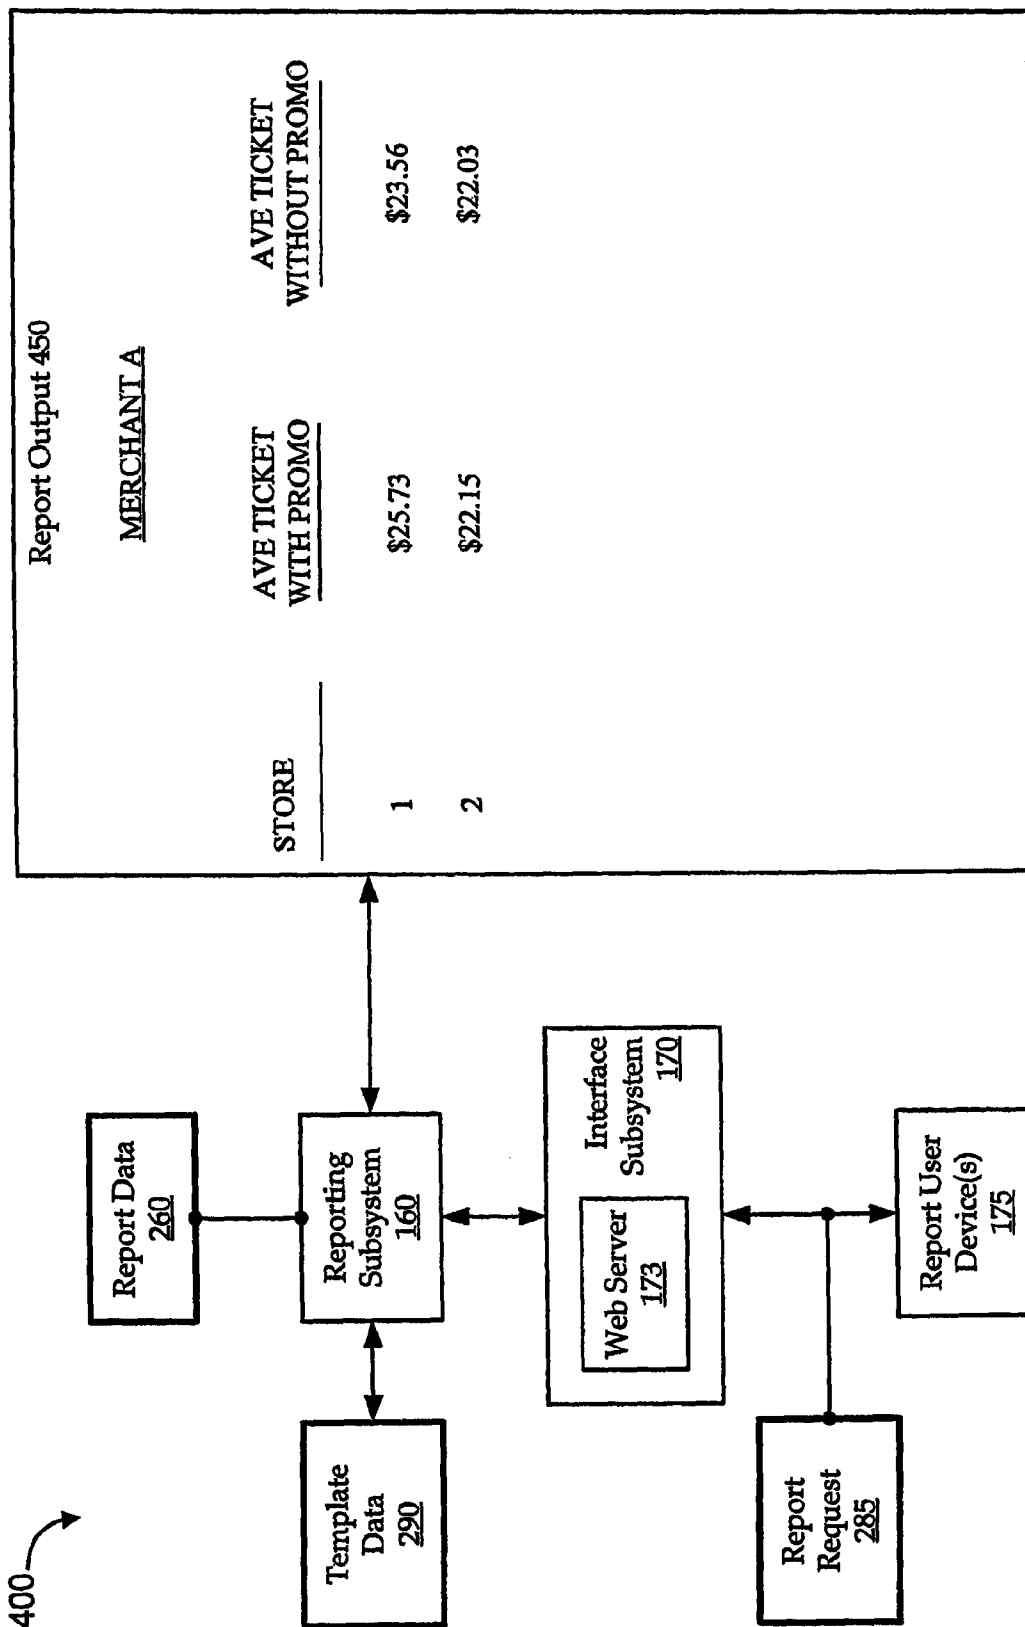 400
Report Data
260
Template
Data
290
Reporting
Subsystem
160
Interface
Subsystem
170
Web Server
173
Report
Request
285
Report User
Device(s)
175
Report Output 450
MERCHANT A
STORE
AVE TICKET
WITH PROMO
AVE TICKET
WITHOUT PROMO
1 $25.73 $23.56
2 $22.15 $22.03